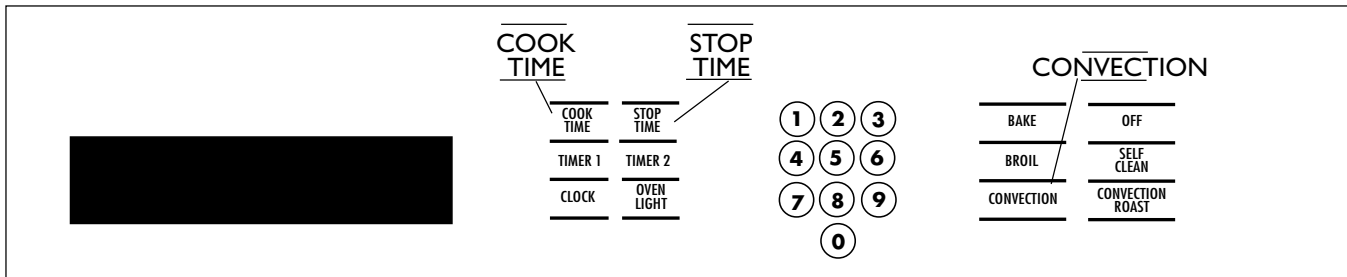 COOK
TIME
STOP
TIME
CONVECTION
COOK
TIME
STOP
TIME
1 2 3
BAKE
OFF
TIMER 1
TIMER 2
4 5 6
BROIL
SELF
CLEAN
CLOCK
OVEN
LIGHT
7 8 9
CONVECTION
CONVECTION
ROAST
0